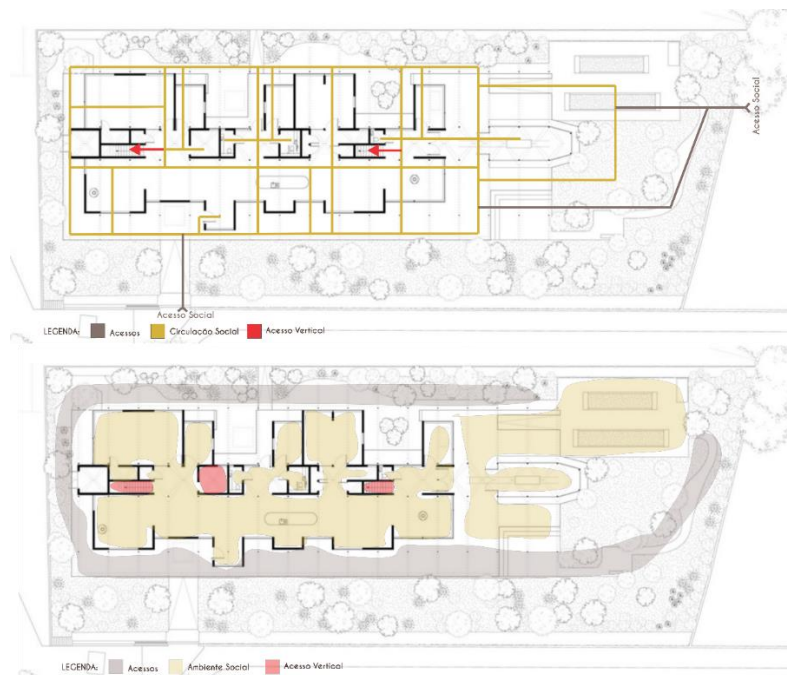 Acesso Social
Acesso Social
LEGENDA: Acessos Circulação Social Acesso Vertical
LEGENDA: Acessos Ambiente Social Acesso Vertical